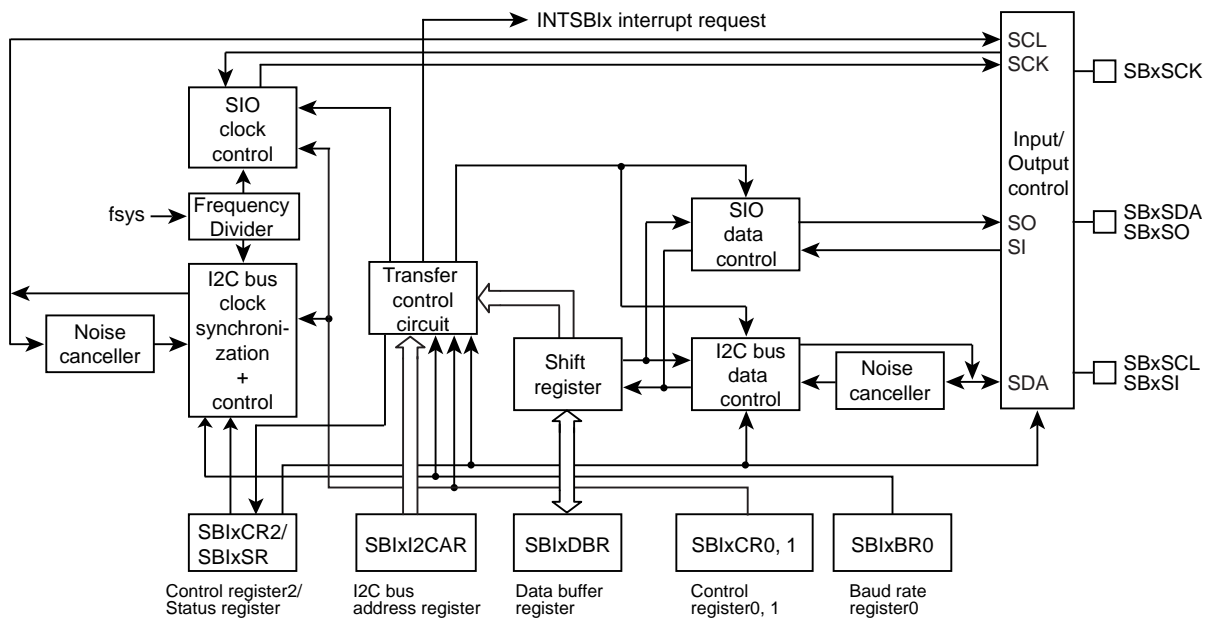 INTSBIx interrupt request
SCL
SCK
SBxSCK
SIO
clock
control
Input/
Output
control
fsys
Frequency
Divider
SIO
data
control
SO
SI
SBxSDA
SBxSO
I2C bus
clock
synchroni-
zation
+
control
Transfer
control
circuit
Noise
canceller
Shift
register
I2C bus
data
control
Noise
canceller
SDA
SBxSCL
SBxSI
SBIxCR2/
SBIxSR
SBIxI2CAR
SBIxDBR
SBIxCR0, 1
SBIxBR0
Control register2/
Status register
I2C bus
address register
Data buffer
register
Control
register0, 1
Baud rate
register0